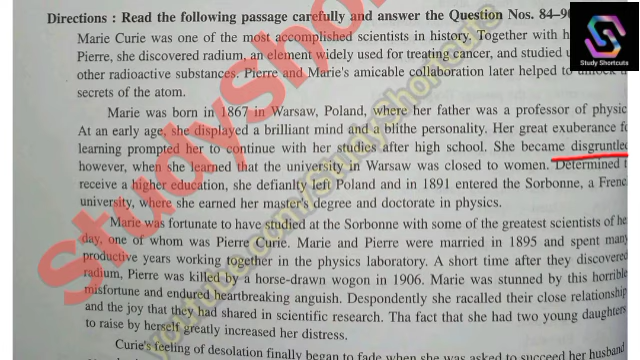 Directions : Read the following passage carefully and answer the Question Nos. 84–90
Study Shortcuts
Marie Curie was one of the most accomplished scientists in history. Together with
Pierre, she discovered radium, an element widely used for treating cancer, and studied
other radioactive substances. Pierre and Marie's amicable collaboration later helped to unlock
secrets of the atom.
Marie was born in 1867 in Warsaw, Poland, where her father was a professor of physic
At an early age, she displayed a brilliant mind and a blithe personality. Her great exuberance fo
learning prompted her to continue with her studies after high school. She became disgruntled
however, when she learned that the university in Warsaw was closed to women. Determined t
receive a higher education, she defiantly left Poland and in 1891 entered the Sorbonne, a Frenc
university, where she earned her master's degree and doctorate in physics.
Marie was fortunate to have studied at the Sorbonne with some of the greatest scientists of he
day, one of whom was Pierre Curie. Marie and Pierre were married in 1895 and spent many
productive years working together in the physics laboratory. A short time after they discovered
radium, Pierre was killed by a horse-drawn wogon in 1906. Marie was stunned by this horrible
misfortune and endured heartbreaking anguish. Despondently she racalled their close relationship
and the joy that they had shared in scientific research. Tha fact that she had two young daughters
to raise by herself greatly increased her distress.
Curie's feeling of desolation finally began to fade when she was asked to succeed her husband